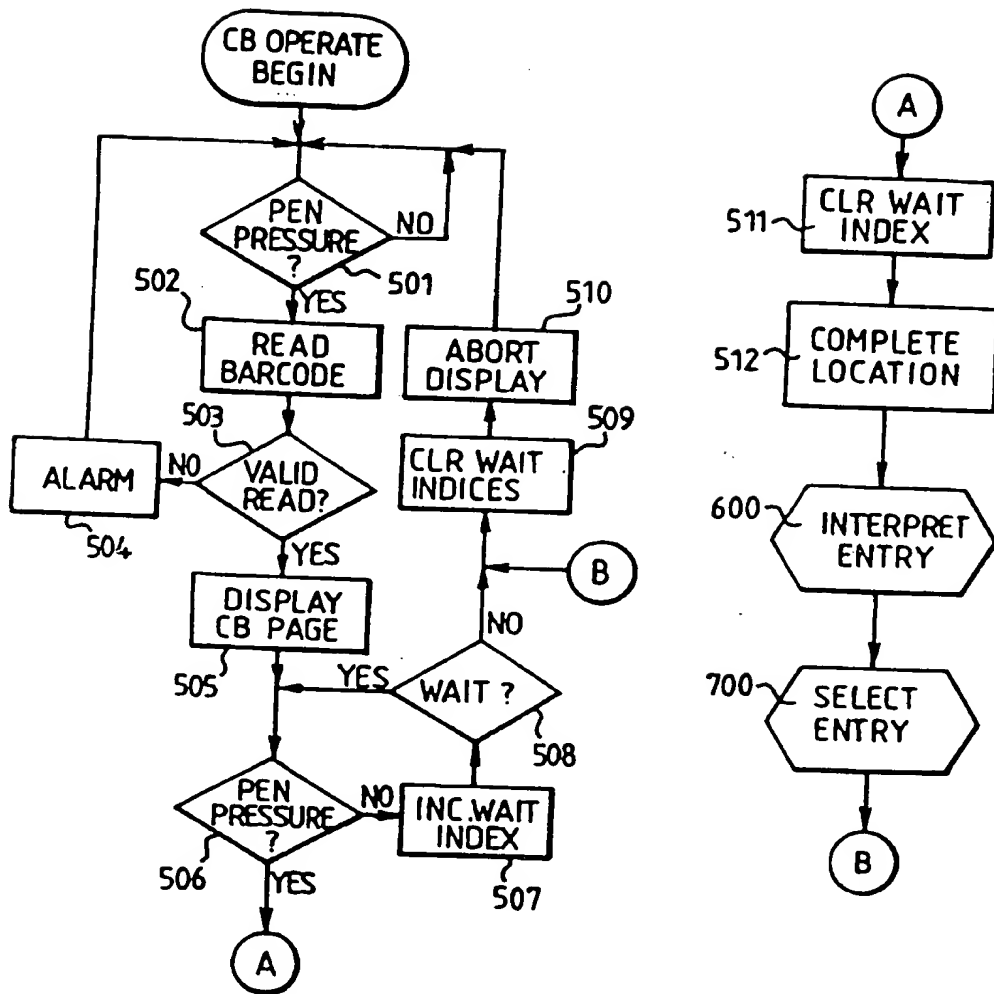 CB OPERATE
BEGIN
PEN
PRESSURE
?
NO
501
YES
502
READ
BARCODE
503
VALID
READ?
NO
ALARM
504
YES
DISPLAY
CB PAGE
505
PEN
PRESSURE
?
506
NO
YES
A
INC.WAIT
INDEX
507
WAIT ?
508
YES
NO
B
CLR WAIT
INDICES
509
ABORT
DISPLAY
510
A
CLR WAIT
INDEX
511
COMPLETE
LOCATION
512
INTERPRET
ENTRY
600
SELECT
ENTRY
700
B